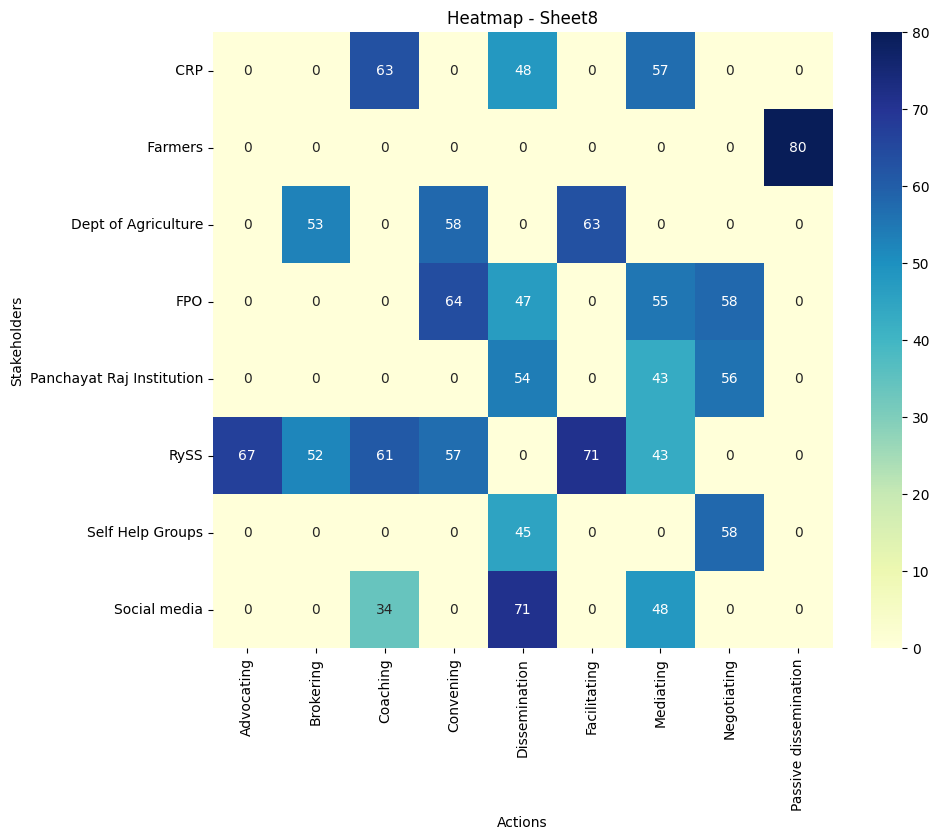 Heatmap - Sheet8
Stakeholders
CRP 0 0 63 0 48 0 57 0 0
Farmers 0 0 0 0 0 0 0 0 80
Dept of Agriculture 0 53 0 58 0 63 0 0 0
FPO 0 0 0 64 47 0 55 58 0
Panchayat Raj Institution 0 0 0 0 54 0 43 56 0
RySS 67 52 61 57 0 71 43 0 0
Self Help Groups 0 0 0 0 45 0 0 58 0
Social media 0 0 34 0 71 0 48 0 0
Advocating
Brokering
Coaching
Convening
Dissemination
Facilitating
Mediating
Negotiating
Passive dissemination
Actions
80
70
60
50
40
30
20
10
0